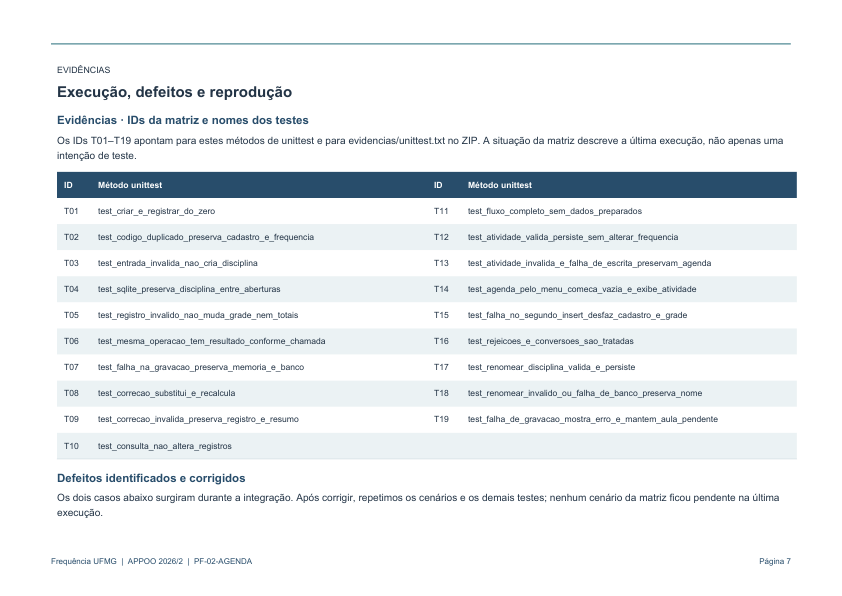 EVIDÊNCIAS
Execução, defeitos e reprodução
Evidências · IDs da matriz e nomes dos testes
Os IDs T01–T19 apontam para estes métodos de unittest e para evidencias/unittest.txt no ZIP. A situação da matriz descreve a última execução, não apenas uma
intenção de teste.
ID Método unittest ID Método unittest
T01 test_criar_e_registrar_do_zero T11 test_fluxo_completo_sem_dados_preparados
T02 test_codigo_duplicado_preserva_cadastro_e_frequencia T12 test_atividade_valida_persiste_sem_alterar_frequencia
T03 test_entrada_invalida_nao_cria_disciplina T13 test_atividade_invalida_e_falha_de_escrita_preservam_agenda
T04 test_sqlite_preserva_disciplina_entre_aberturas T14 test_agenda_pelo_menu_comeca_vazia_e_exibe_atividade
T05 test_registro_invalido_nao_muda_grade_nem_totais T15 test_falha_no_segundo_insert_desfaz_cadastro_e_grade
T06 test_mesma_operacao_tem_resultado_conforme_chamada T16 test_rejeicoes_e_conversoes_sao_tratadas
T07 test_falha_na_gravacao_preserva_memoria_e_banco T17 test_renomear_disciplina_valida_e_persiste
T08 test_correcao_substitui_e_recalcula T18 test_renomear_invalido_ou_falha_de_banco_preserva_nome
T09 test_correcao_invalida_preserva_registro_e_resumo T19 test_falha_de_gravacao_mostra_erro_e_mantem_aula_pendente
T10 test_consulta_nao_altera_registros
Defeitos identificados e corrigidos
Os dois casos abaixo surgiram durante a integração. Após corrigir, repetimos os cenários e os demais testes; nenhum cenário da matriz ficou pendente na última
execução.
Frequência UFMG | APPOO 2026/2 | PF-02-AGENDA Página 7